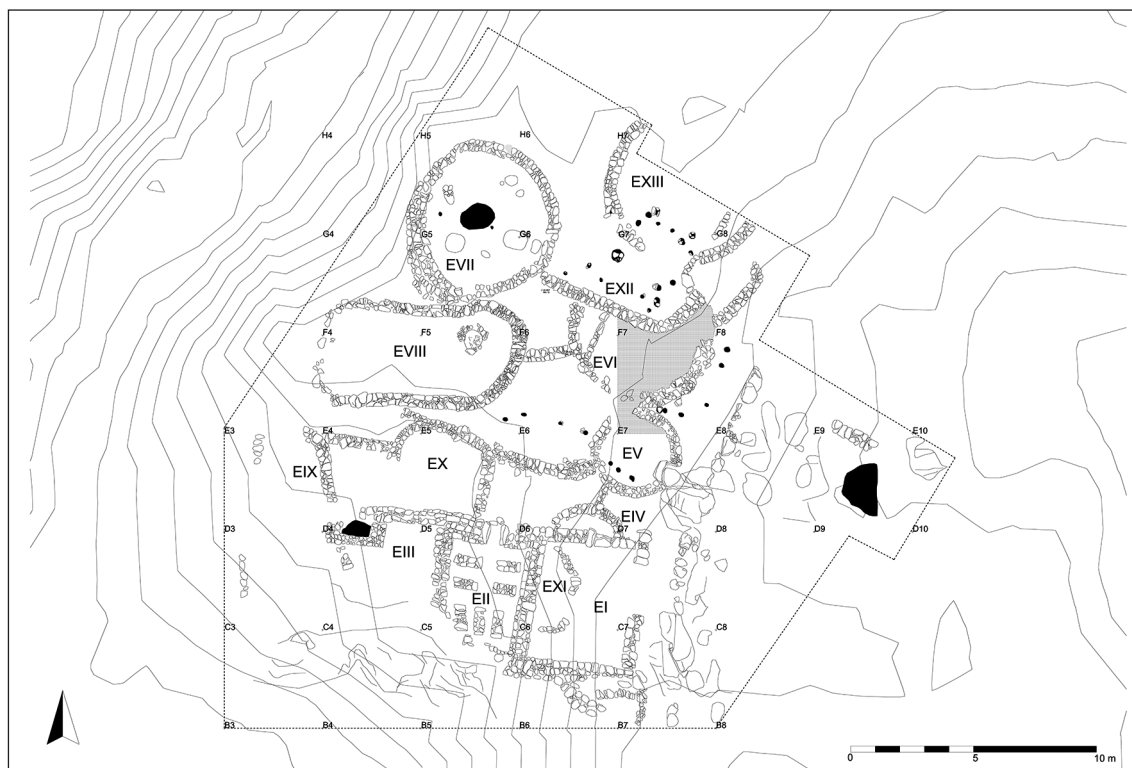 H4 H5 H6 H7
EXIII
G4 G5 G6 G7 G8
EVII
EXII
F4 F5 F6 F7 F8
EVIII
EVI
E3 E4 E5 E6 E7 E8 E9 E10
EV
EX
EIX
EIV
D3 D4 D5 D6 D7 D8 D9 D10
EIII
EXI
EII
EI
C3 C4 C5 C6 C7 C8
B3 B4 B5 B6 B7 B8
0 5 10 m